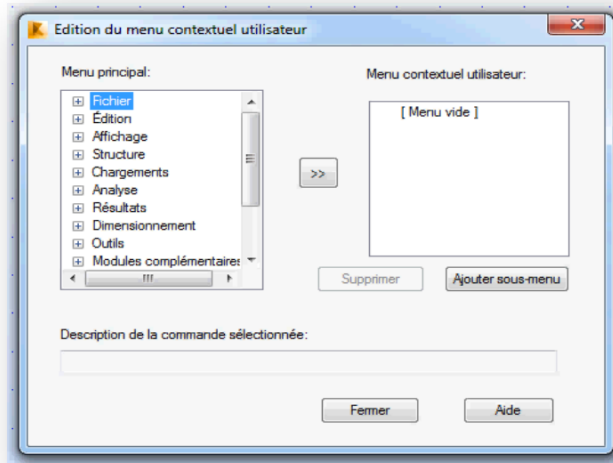 Edition du menu contextuel utilisateur
Menu principal:
Fichier
Édition
Affichage
Structure
Chargements
Analyse
Résultats
Dimensionnement
Outils
Modules complémentaires
Menu contextuel utilisateur:
[ Menu vide ]
>>
Supprimer
Ajouter sous-menu
Description de la commande sélectionnée:
Fermer
Aide